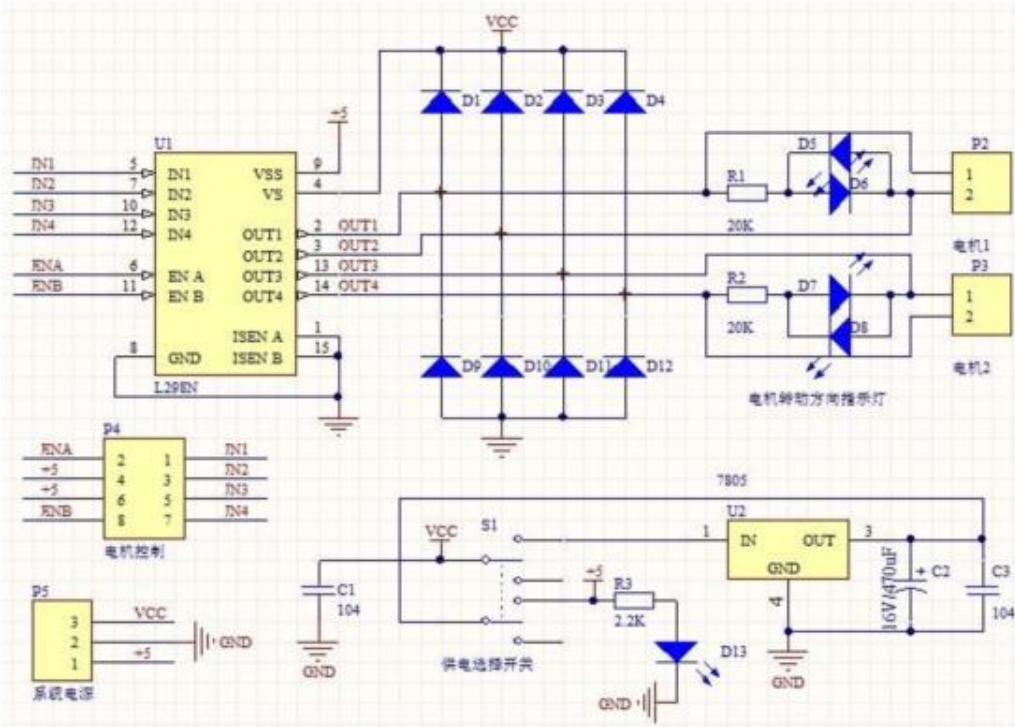 VCC
D1 D2 D3 D4
+5
U1
IN1 5 IN1 VSS 9
IN2 7 IN2 VS 4
IN3 10 IN3
IN4 12 IN4 OUT1 2 OUT1
OUT2 3 OUT2
ENA 6 EN A OUT3 13 OUT3
ENB 11 EN B OUT4 14 OUT4
ISEN A 1
8 GND ISEN B 15
L298N
D5 P2
R1 D6 1
20K 2
电机1
P3
R2 D7 1
20K D8 2
电机2
电机转动方向指示灯
D9 D10 D11 D12
P4
ENA 2 1 IN1
+5 4 3 IN2
+5 6 5 IN3
ENB 8 7 IN4
电机控制
P5
3 VCC
2 GND
1 +5
系统电源
VCC
C1
104
GND
S1
+5
R3
2.2K
D13
GND
供电选择开关
7805
U2
1 IN OUT 3
GND
4
GND
16V/470uF
+ C2
C3
104